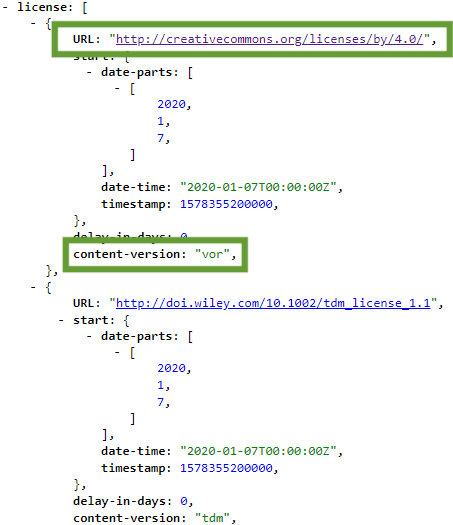 - license: [
- {
URL: "http://creativecommons.org/licenses/by/4.0/",
start: {
- date-parts: [
- [
2020,
1,
7,
]
],
date-time: "2020-01-07T00:00:00Z",
timestamp: 1578355200000,
},
delay-in-days: 0,
content-version: "vor",
},
- {
URL: "http://doi.wiley.com/10.1002/tdm_license_1.1",
- start: {
- date-parts: [
- [
2020,
1,
7,
]
],
date-time: "2020-01-07T00:00:00Z",
timestamp: 1578355200000,
},
delay-in-days: 0,
content-version: "tdm",